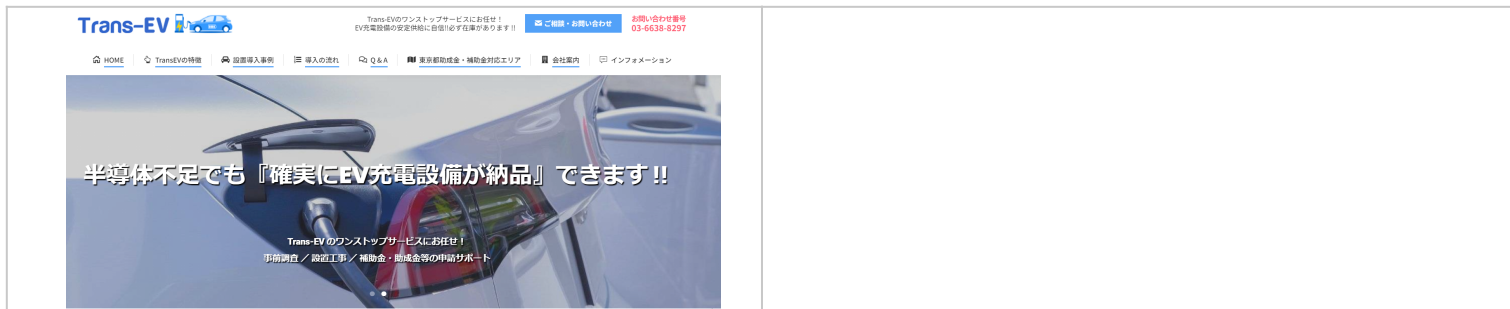 Trans-EV
Trans-EVのワンストップサービスにお任せ！
EV充電設備の安定供給に自信!!必ず在庫があります!!
ご相談・お問い合わせ
お問い合わせ番号
03-6638-8297
HOME
TransEVの特徴
設置導入事例
導入の流れ
Q & A
東京都助成金・補助金対応エリア
会社案内
インフォメーション
半導体不足でも『確実にEV充電設備が納品』できます!!
Trans-EV のワンストップサービスにお任せ！
事前調査 ／ 設置工事 ／ 補助金・助成金等の申請サポート